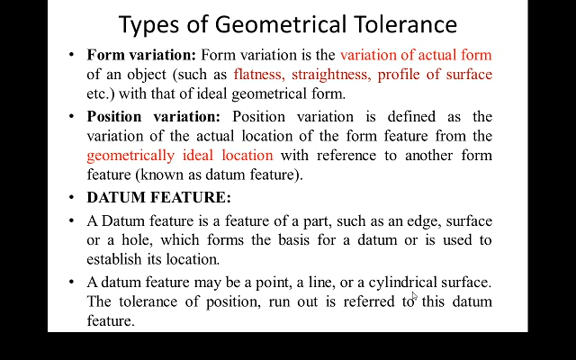 Types of Geometrical Tolerance
• Form variation: Form variation is the variation of actual form
of an object (such as flatness, straightness, profile of surface
etc.) with that of ideal geometrical form.
• Position variation: Position variation is defined as the
variation of the actual location of the form feature from the
geometrically ideal location with reference to another form
feature (known as datum feature).
• DATUM FEATURE:
• A Datum feature is a feature of a part, such as an edge, surface
or a hole, which forms the basis for a datum or is used to
establish its location.
• A datum feature may be a point, a line, or a cylindrical surface.
The tolerance of position, run out is referred to this datum
feature.